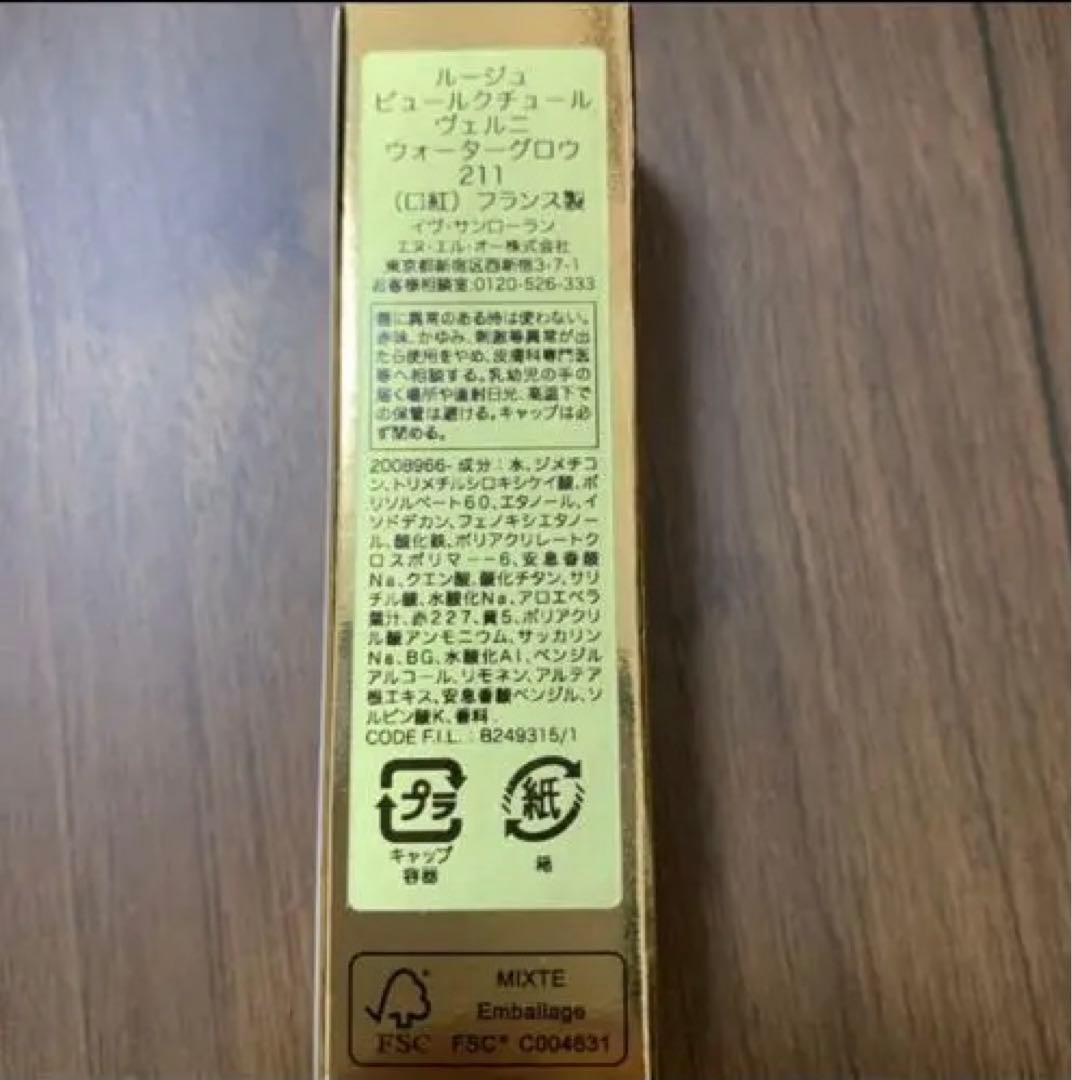 ルージュ
ピュールクチュール
ヴェルニ
ウォーターグロウ
211
（口紅）フランス製
イヴ・サンローラン
エヌ・エル・オー株式会社
東京都新宿区西新宿3-7-1
お客様相談室:0120-526-333
唇に異常のある時は使わない。
赤味、かゆみ、刺激等異常が出
たら使用をやめ、皮膚科専門医
等へ相談する。乳幼児の手の
届く場所や直射日光、高温下で
の保管は避ける。キャップは必
ず閉める。
2008966- 成分：水、ジメチコ
ン、トリメチルシロキシケイ酸、ポ
リソルベート60、エタノール、イ
ソドデカン、フェノキシエタノー
ル、酸化鉄、ポリアクリレートク
ロスポリマー－6、安息香酸
Na、クエン酸、酸化チタン、サリ
チル酸、水酸化Na、アロエベラ
葉汁、赤227、黄5、ポリアクリ
ル酸アンモニウム、サッカリン
Na、BG、水酸化Al、ベンジル
アルコール、リモネン、アルテア
根エキス、安息香酸ベンジル、ソ
ルビン酸K、香料
CODE F.I.L. : B249315/1
プラ
紙
キャップ
容器
箱
MIXTE
Emballage
FSC
FSC® C004631